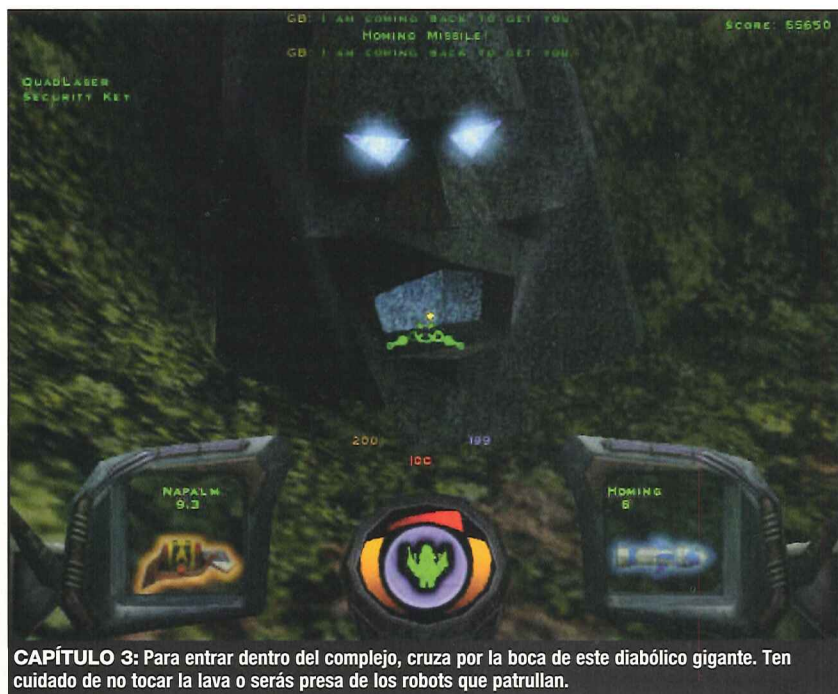 GB: I AM COMING BACK TO GET YOU.
HOMING MISSILE!
GB: I AM COMING BACK TO GET YOU.
SCORE: 55650
QUADLASER
SECURITY KEY
200
199
100
NAPALM
9.3
HOMING
6
CAPÍTULO 3: Para entrar dentro del complejo, cruza por la boca de este diabólico gigante. Ten
cuidado de no tocar la lava o serás presa de los robots que patrullan.